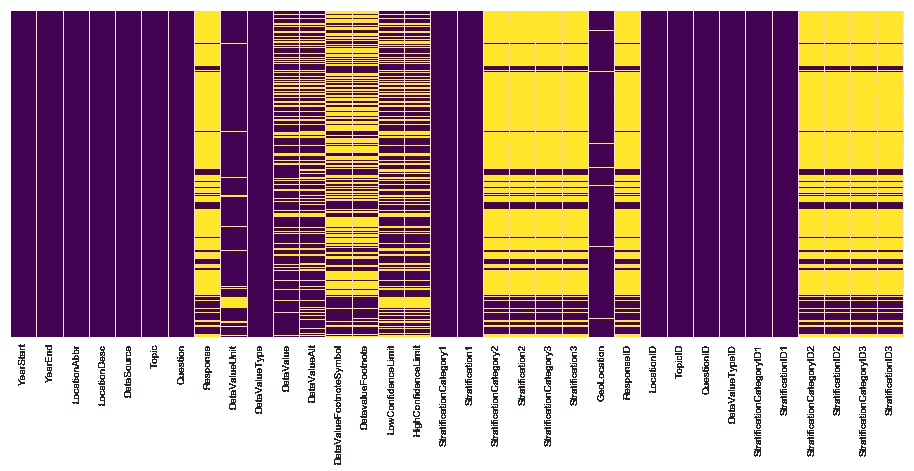 YearStart
YearEnd
LocationAbbr
LocationDesc
DataSource
Topic
Question
Response
DataValueUnit
DataValueType
DataValue
DataValueAlt
DataValueFootnoteSymbol
DatavalueFootnote
LowConfidenceLimit
HighConfidenceLimit
StratificationCategory1
Stratification1
StratificationCategory2
Stratification2
StratificationCategory3
Stratification3
GeoLocation
ResponseID
LocationID
TopicID
QuestionID
DataValueTypeID
StratificationCategoryID1
StratificationID1
StratificationCategoryID2
StratificationID2
StratificationCategoryID3
StratificationID3